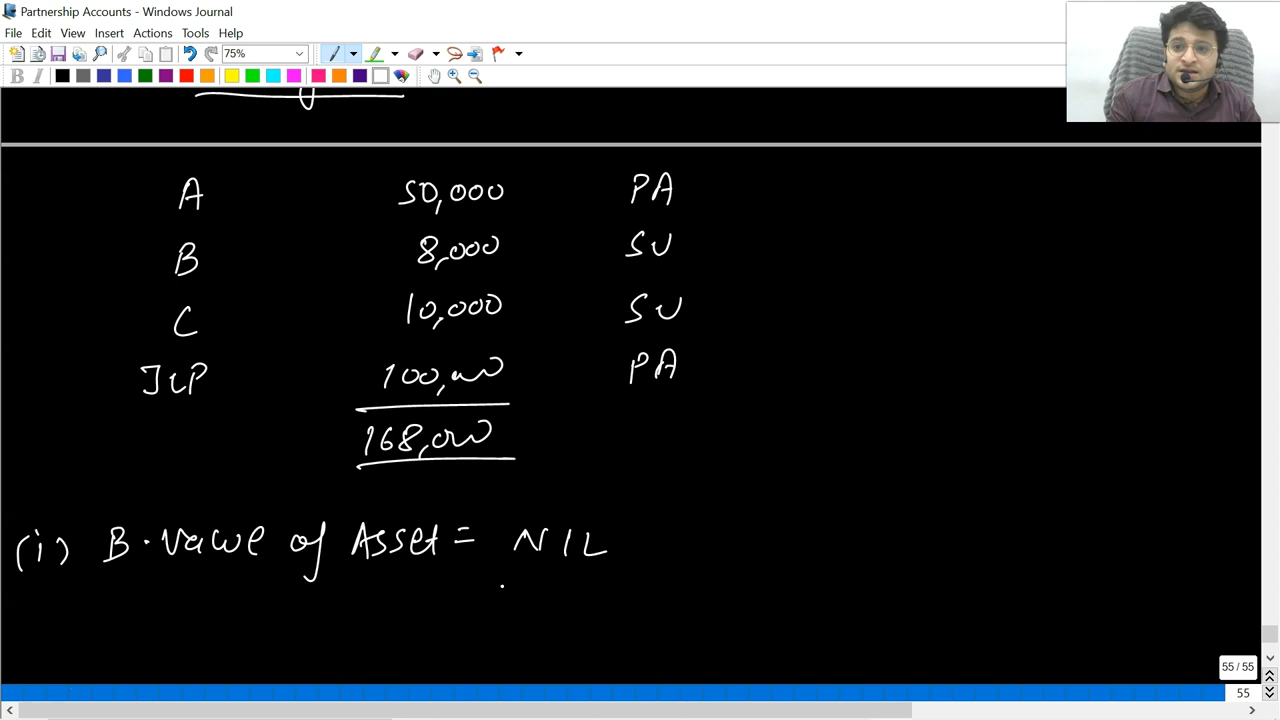 Partnership Accounts - Windows Journal
File Edit View Insert Actions Tools Help
75%
B I
A 50,000 PA
B 8,000 SU
C 10,000 SU
JLP 100,000 PA
168,000
(i) B. Value of Asset = NIL
55 / 55
55